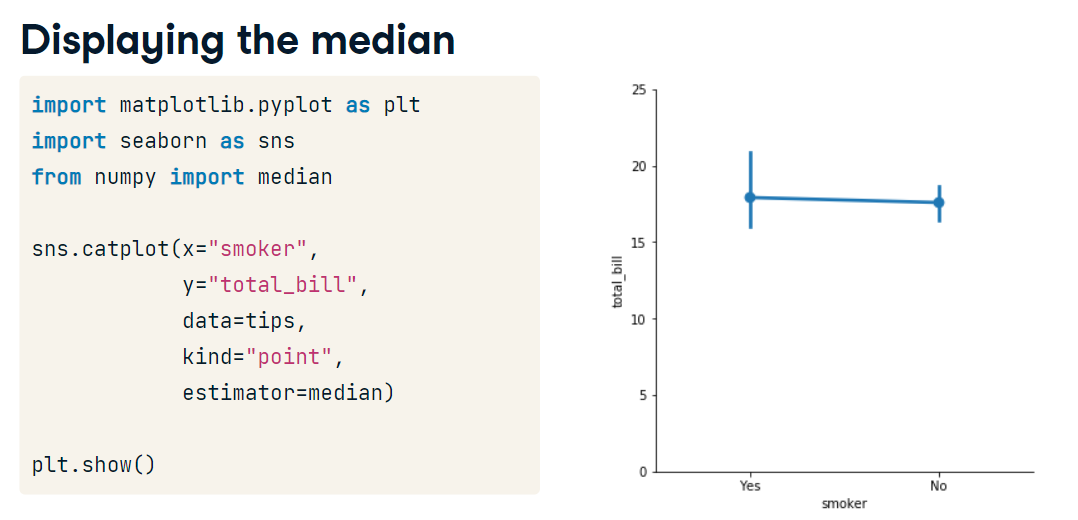 Displaying the median
import matplotlib.pyplot as plt
import seaborn as sns
from numpy import median
sns.catplot(x="smoker",
y="total_bill",
data=tips,
kind="point",
estimator=median)
plt.show()
25
20
15
10
5
0
total_bill
Yes No
smoker